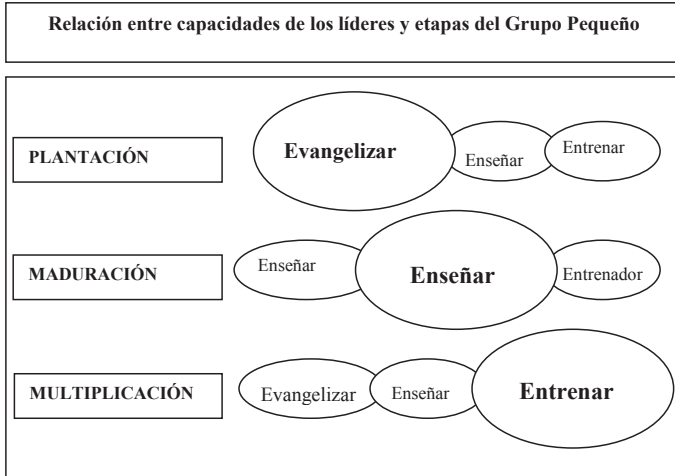 Relación entre capacidades de los líderes y etapas del Grupo Pequeño
PLANTACIÓN
Evangelizar
Enseñar
Entrenar
MADURACIÓN
Enseñar
Enseñar
Entrenador
MULTIPLICACIÓN
Evangelizar
Enseñar
Entrenar